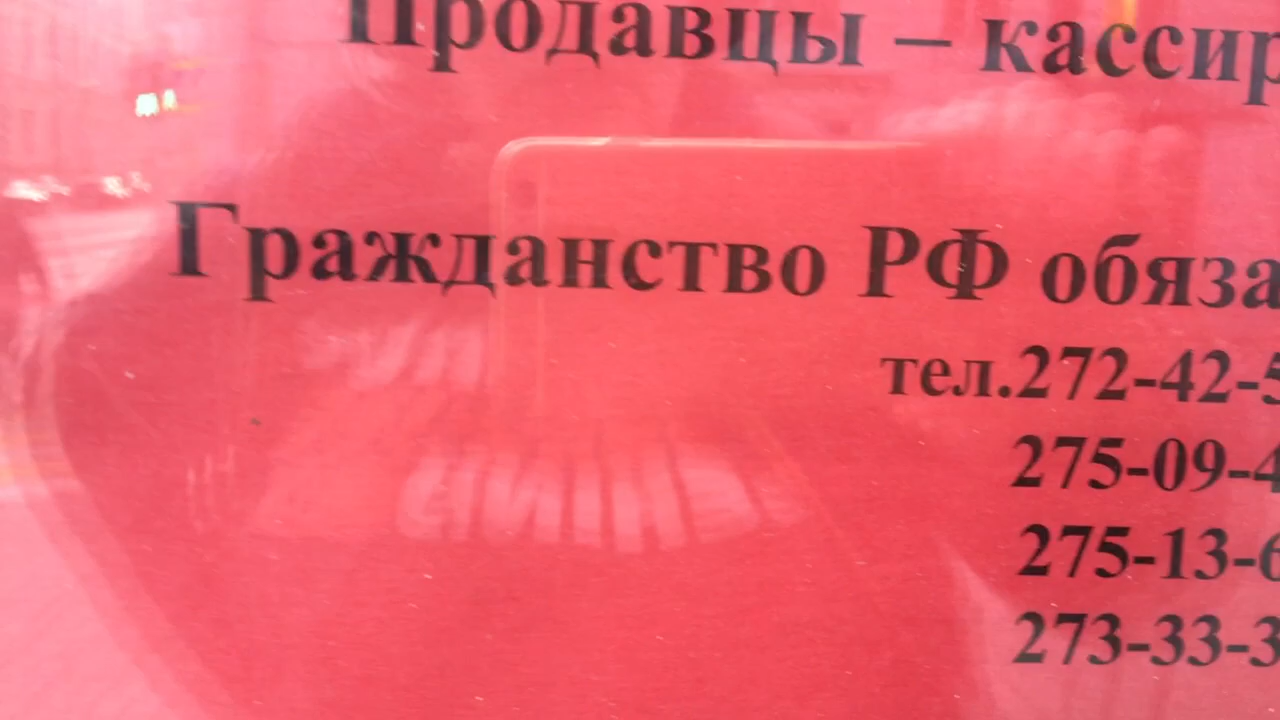 Продавцы – кассир
Гражданство РФ обяза
тел.272-42-5
275-09-4
275-13-6
273-33-3